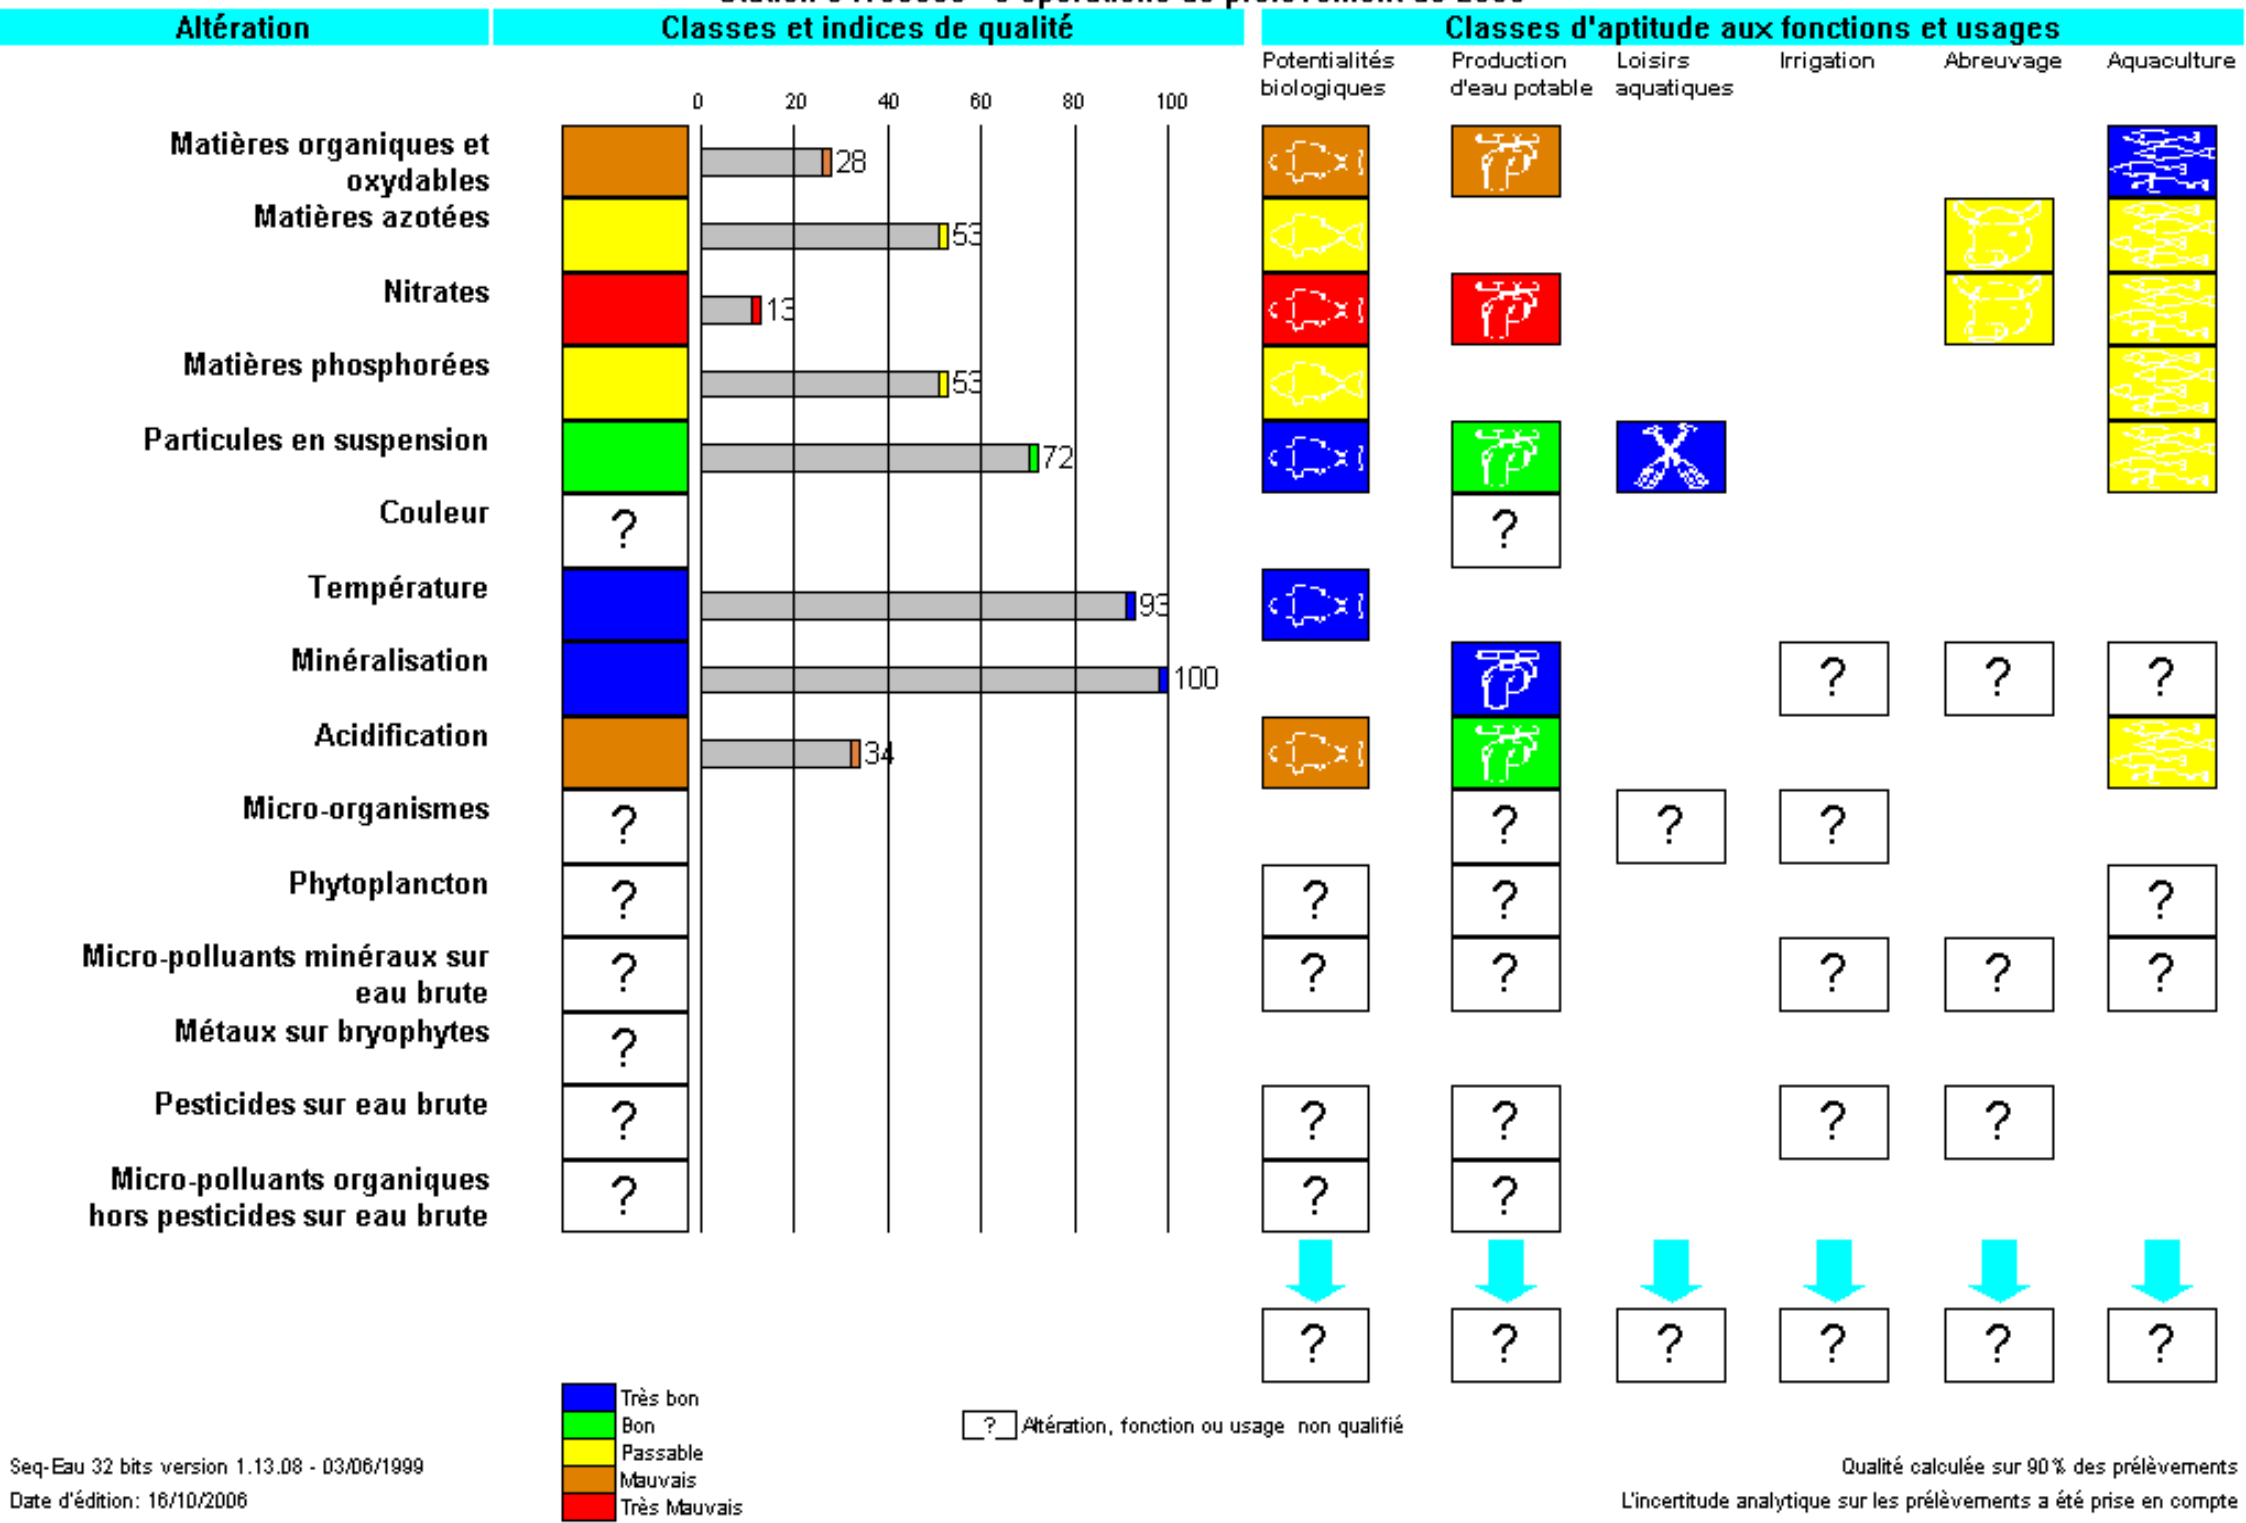 Altération
Classes et indices de qualité
Classes d'aptitude aux fonctions et usages
Potentialités
biologiques
Production
d'eau potable
Loisirs
aquatiques
Irrigation
Abreuvage
Aquaculture
0 20 40 60 80 100
Matières organiques et
oxydables
28
Matières azotées
53
Nitrates
13
Matières phosphorées
53
Particules en suspension
72
Couleur
? ?
Température
93
Minéralisation
100
? ? ?
Acidification
34
Micro-organismes
? ? ? ?
Phytoplancton
? ? ? ?
Micro-polluants minéraux sur
eau brute
? ? ? ? ? ?
Métaux sur bryophytes
?
Pesticides sur eau brute
? ? ? ? ?
Micro-polluants organiques
hors pesticides sur eau brute
? ? ?
? ? ? ? ? ?
Très bon
Bon
Passable
Mauvais
Très Mauvais
? Altération, fonction ou usage non qualifié
Seq-Eau 32 bits version 1.13.08 - 03/06/1999
Date d'édition: 16/10/2006
Qualité calculée sur 90% des prélèvements
L'incertitude analytique sur les prélèvements a été prise en compte